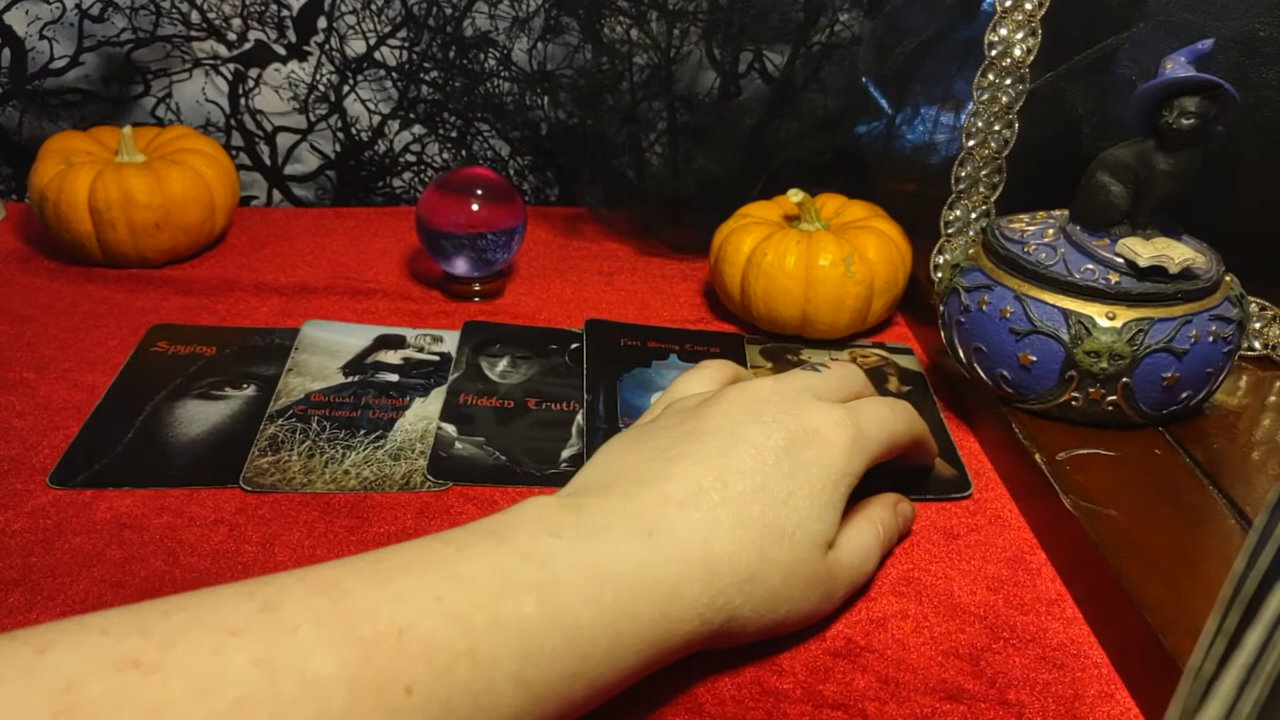 Spying
Mutual Feelings
Emotional Depth
Hidden Truth
Fast Moving Energy